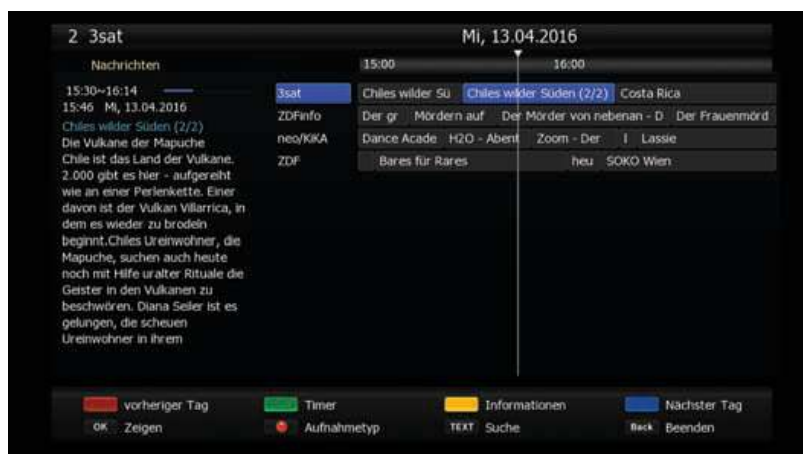 2 3sat
Mi, 13.04.2016
Nachrichten
15:00 16:00
15:30~16:14
15:46 Mi, 13.04.2016
Chiles wilder Süden (2/2)
Die Vulkane der Mapuche
Chile ist das Land der Vulkane.
2.000 gibt es hier - aufgereiht
wie an einer Perlenkette. Einer
davon ist der Vulkan Villarrica, in
dem es wieder zu brodeln
beginnt.Chiles Ureinwohner, die
Mapuche, suchen auch heute
noch mit Hilfe uralter Rituale die
Geister in den Vulkanen zu
beschwören. Diana Seiler ist es
gelungen, die scheuen
Ureinwohner in ihrem
3sat Chiles wilder Sü Chiles wilder Süden (2/2) Costa Rica
ZDFinfo Der gr Mördern auf Der Mörder von nebenan - D Der Frauenmörd
neo/KiKA Dance Acade H2O - Abent Zoom - Der I Lassie
ZDF Bares für Rares heu SOKO Wien
vorheriger Tag Timer Informationen Nächster Tag
OK Zeigen Aufnahmetyp TEXT Suche Back Beenden